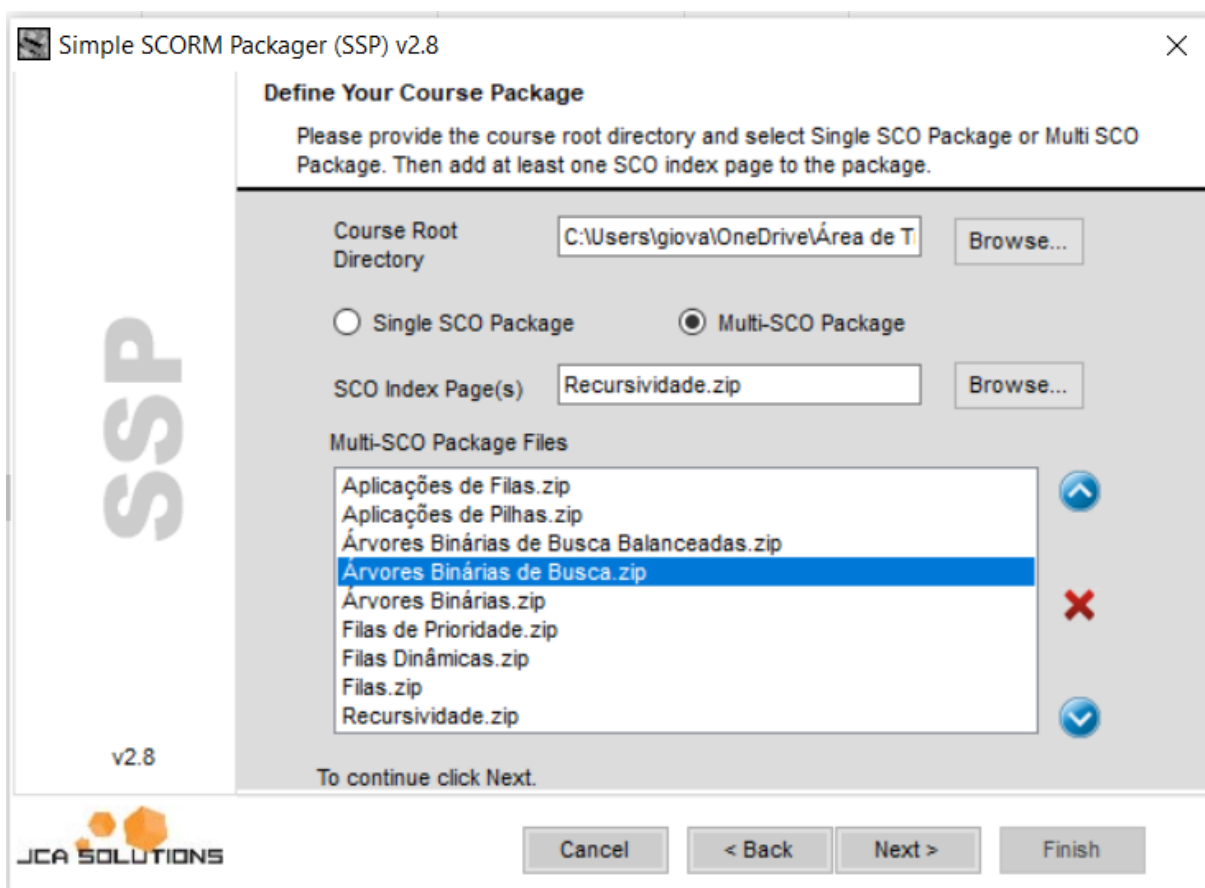 Simple SCORM Packager (SSP) v2.8
Define Your Course Package
Please provide the course root directory and select Single SCO Package or Multi SCO
Package. Then add at least one SCO index page to the package.
Course Root
Directory
C:\Users\giova\OneDrive\Área de T
Browse...
Single SCO Package
Multi-SCO Package
SCO Index Page(s)
Recursividade.zip
Browse...
Multi-SCO Package Files
Aplicações de Filas.zip
Aplicações de Pilhas.zip
Árvores Binárias de Busca Balanceadas.zip
Árvores Binárias de Busca.zip
Árvores Binárias.zip
Filas de Prioridade.zip
Filas Dinâmicas.zip
Filas.zip
Recursividade.zip
SSP
v2.8
To continue click Next.
JCA SOLUTIONS
Cancel
< Back
Next >
Finish